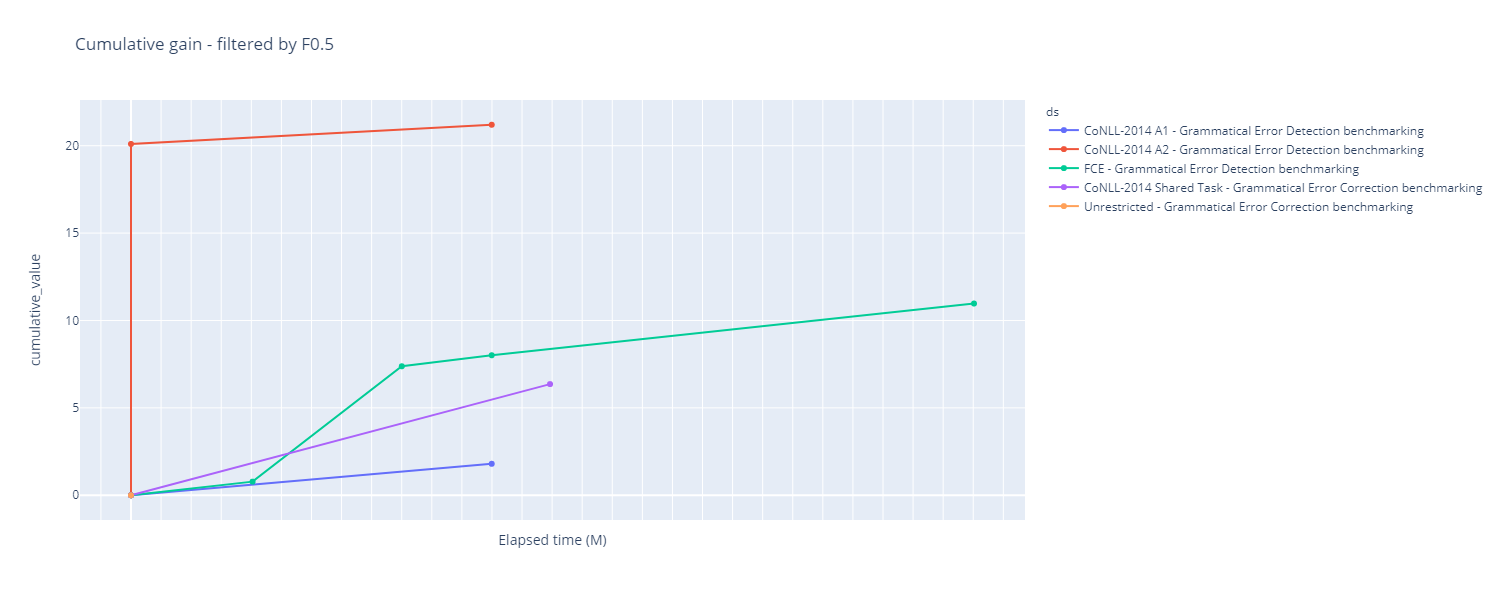 Cumulative gain - filtered by F0.5
ds
CoNLL-2014 A1 - Grammatical Error Detection benchmarking
CoNLL-2014 A2 - Grammatical Error Detection benchmarking
FCE - Grammatical Error Detection benchmarking
CoNLL-2014 Shared Task - Grammatical Error Correction benchmarking
Unrestricted - Grammatical Error Correction benchmarking
20
15
10
5
0
cumulative_value
Elapsed time (M)